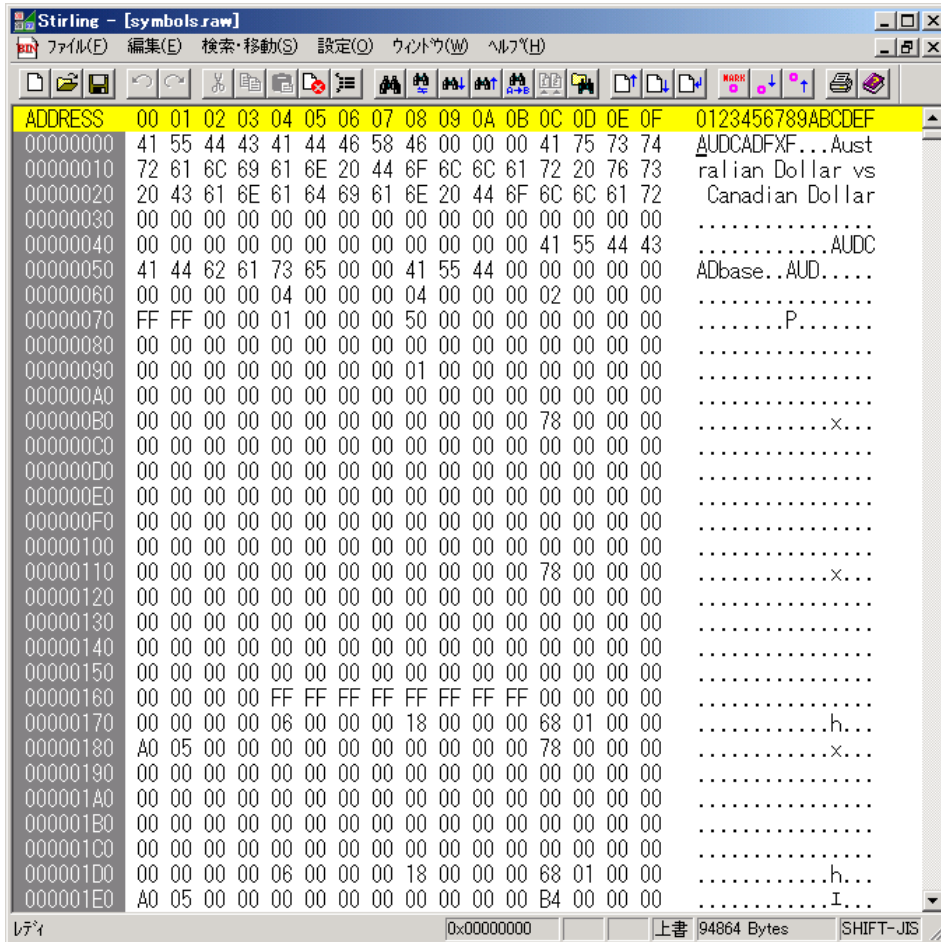 Stirling - [symbols.raw]
BIN ﾌｧｲﾙ(F) 編集(E) 検索･移動(S) 設定(O) ｳｨﾝﾄﾞｳ(W) ﾍﾙﾌﾟ(H)
A→B MARK
ADDRESS 00 01 02 03 04 05 06 07 08 09 0A 0B 0C 0D 0E 0F 0123456789ABCDEF
00000000 41 55 44 43 41 44 46 58 46 00 00 00 41 75 73 74 AUDCADFXF...Aust
00000010 72 61 6C 69 61 6E 20 44 6F 6C 6C 61 72 20 76 73 ralian Dollar vs
00000020 20 43 61 6E 61 64 69 61 6E 20 44 6F 6C 6C 61 72  Canadian Dollar
00000030 00 00 00 00 00 00 00 00 00 00 00 00 00 00 00 00 ................
00000040 00 00 00 00 00 00 00 00 00 00 00 00 41 55 44 43 ............AUDC
00000050 41 44 62 61 73 65 00 00 41 55 44 00 00 00 00 00 ADbase..AUD.....
00000060 00 00 00 00 04 00 00 00 04 00 00 00 02 00 00 00 ................
00000070 FF FF 00 00 01 00 00 00 50 00 00 00 00 00 00 00 ........P.......
00000080 00 00 00 00 00 00 00 00 00 00 00 00 00 00 00 00 ................
00000090 00 00 00 00 00 00 00 00 01 00 00 00 00 00 00 00 ................
000000A0 00 00 00 00 00 00 00 00 00 00 00 00 00 00 00 00 ................
000000B0 00 00 00 00 00 00 00 00 00 00 00 00 78 00 00 00 ............x...
000000C0 00 00 00 00 00 00 00 00 00 00 00 00 00 00 00 00 ................
000000D0 00 00 00 00 00 00 00 00 00 00 00 00 00 00 00 00 ................
000000E0 00 00 00 00 00 00 00 00 00 00 00 00 00 00 00 00 ................
000000F0 00 00 00 00 00 00 00 00 00 00 00 00 00 00 00 00 ................
00000100 00 00 00 00 00 00 00 00 00 00 00 00 00 00 00 00 ................
00000110 00 00 00 00 00 00 00 00 00 00 00 00 78 00 00 00 ............x...
00000120 00 00 00 00 00 00 00 00 00 00 00 00 00 00 00 00 ................
00000130 00 00 00 00 00 00 00 00 00 00 00 00 00 00 00 00 ................
00000140 00 00 00 00 00 00 00 00 00 00 00 00 00 00 00 00 ................
00000150 00 00 00 00 00 00 00 00 00 00 00 00 00 00 00 00 ................
00000160 00 00 00 00 FF FF FF FF FF FF FF FF 00 00 00 00 ................
00000170 00 00 00 00 06 00 00 00 18 00 00 00 68 01 00 00 ............h...
00000180 A0 05 00 00 00 00 00 00 00 00 00 00 78 00 00 00 ............x...
00000190 00 00 00 00 00 00 00 00 00 00 00 00 00 00 00 00 ................
000001A0 00 00 00 00 00 00 00 00 00 00 00 00 00 00 00 00 ................
000001B0 00 00 00 00 00 00 00 00 00 00 00 00 00 00 00 00 ................
000001C0 00 00 00 00 00 00 00 00 00 00 00 00 00 00 00 00 ................
000001D0 00 00 00 00 06 00 00 00 18 00 00 00 68 01 00 00 ............h...
000001E0 A0 05 00 00 00 00 00 00 00 00 00 00 B4 00 00 00 ............ｴ...
ﾚﾃﾞｨ 0x00000000 上書 94864 Bytes SHIFT-JIS